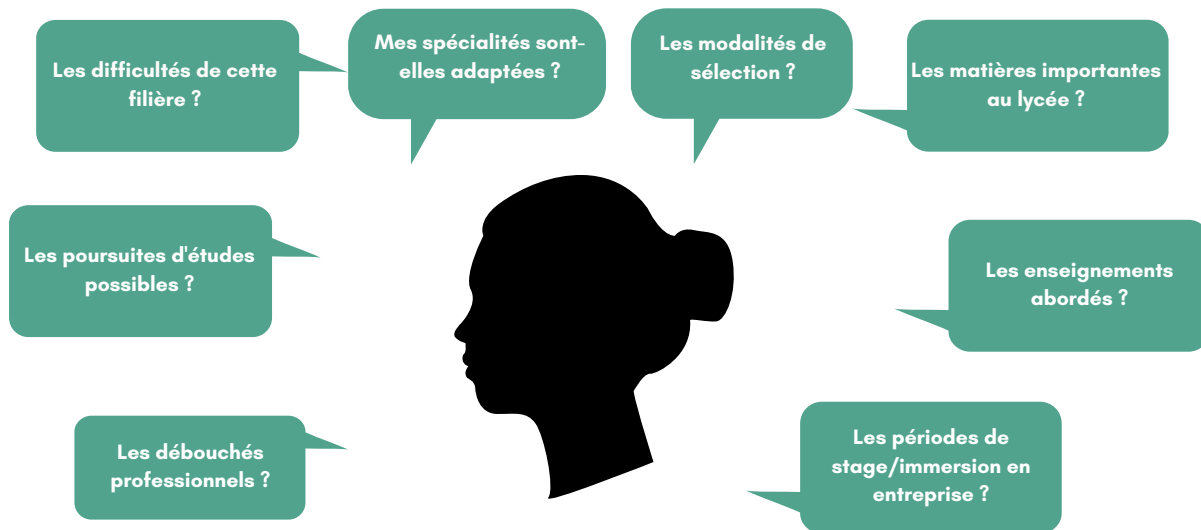 Les difficultés de cette
filière ?
Mes spécialités sont-
elles adaptées ?
Les modalités de
sélection ?
Les matières importantes
au lycée ?
Les poursuites d'études
possibles ?
Les enseignements
abordés ?
Les débouchés
professionnels ?
Les périodes de
stage/immersion en
entreprise ?